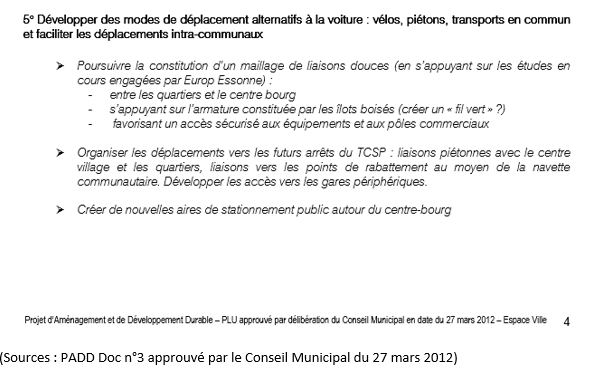 5° Développer des modes de déplacement alternatifs à la voiture : vélos, piétons, transports en commun
et faciliter les déplacements intra-communaux
➢ Poursuivre la constitution d'un maillage de liaisons douces (en s'appuyant sur les études en
cours engagées par Europ Essonne) :
- entre les quartiers et le centre bourg
- s'appuyant sur l'armature constituée par les îlots boisés (créer un « fil vert » ?)
- favorisant un accès sécurisé aux équipements et aux pôles commerciaux
➢ Organiser les déplacements vers les futurs arrêts du TCSP : liaisons piétonnes avec le centre
village et les quartiers, liaisons vers les points de rabattement au moyen de la navette
communautaire. Développer les accès vers les gares périphériques.
➢ Créer de nouvelles aires de stationnement public autour du centre-bourg
Projet d'Aménagement et de Développement Durable – PLU approuvé par délibération du Conseil Municipal en date du 27 mars 2012 – Espace Ville 4
(Sources : PADD Doc n°3 approuvé par le Conseil Municipal du 27 mars 2012)